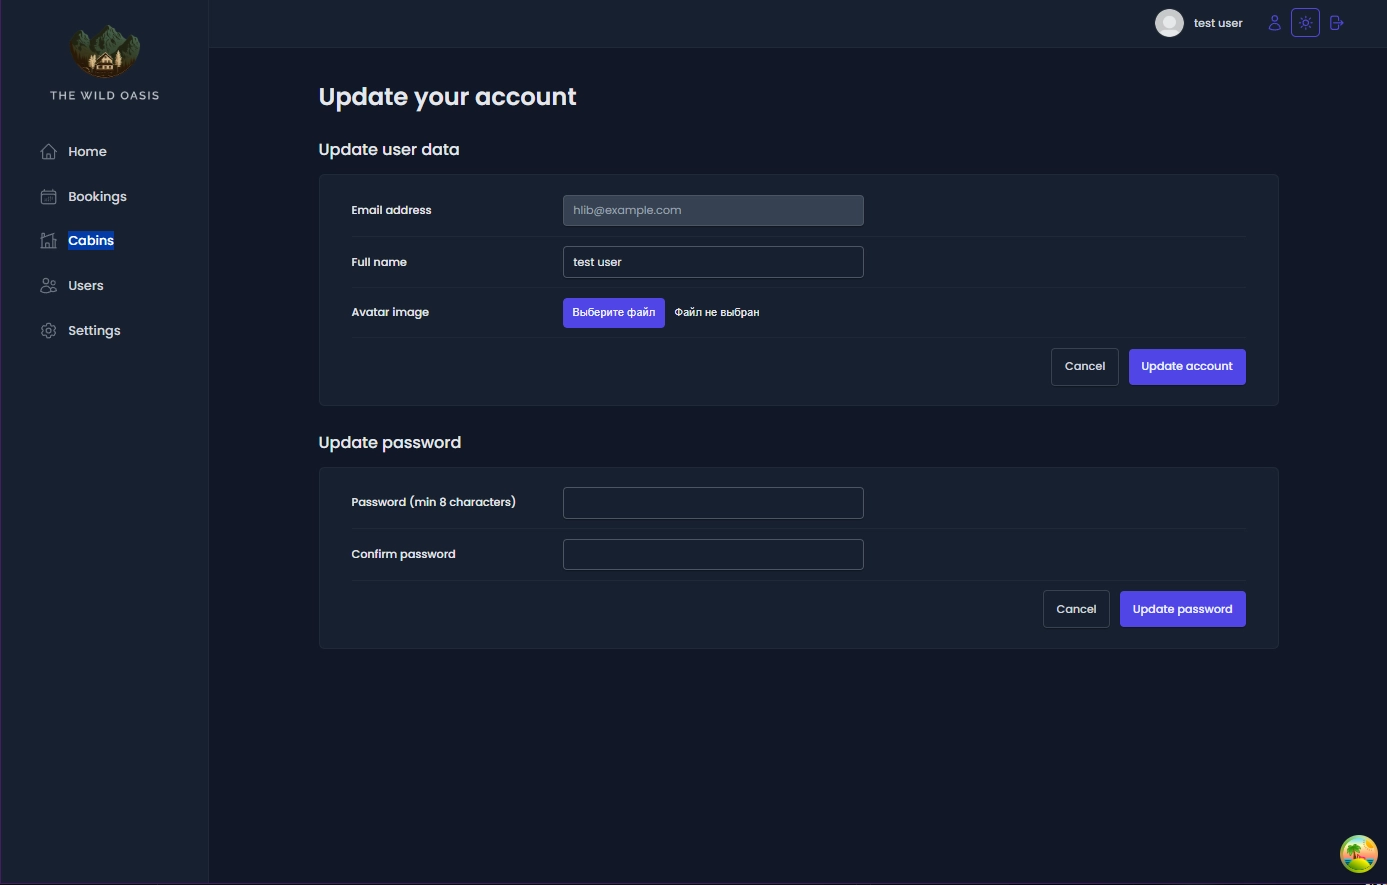 THE WILD OASIS
Home
Bookings
Cabins
Users
Settings
test user
Update your account
Update user data
Email address
hlib@example.com
Full name
test user
Avatar image
Выберите файл
Файл не выбран
Cancel
Update account
Update password
Password (min 8 characters)
Confirm password
Cancel
Update password